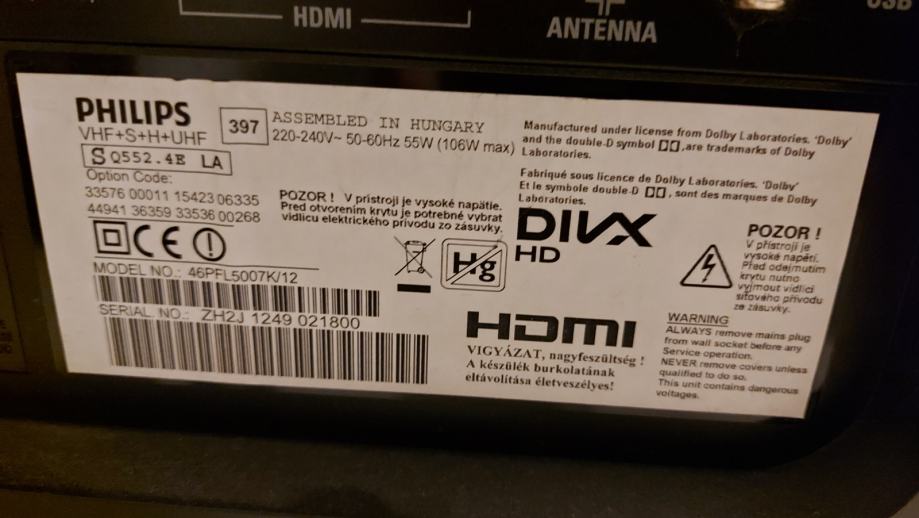 HDMI
ANTENNA
USB
PHILIPS
VHF+S+H+UHF
397
ASSEMBLED IN HUNGARY
220-240V~ 50-60Hz 55W (106W max)
S Q552.4E LA
Option Code:
33576 00011 15423 06335
44941 36359 33536 00268
CE
MODEL NO.: 46PFL5007K/12
SERIAL NO.: ZH2J 1249 021800
POZOR ! V prístroji je vysoké napätie.
Pred otvorením krytu je potrebné vybrat
vidlicu elektrického prívodu zo zásuvky.
Hg
Manufactured under license from Dolby Laboratories. 'Dolby'
and the double-D symbol ,are trademarks of Dolby
Laboratories.
Fabriqué sous licence de Dolby Laboratories. 'Dolby'
Et le symbole double-D , sont des marques de Dolby
Laboratories.
DIVX
HD
HDMI
VIGYÁZAT, nagyfeszültség !
A készülék burkolatának
eltávolítása életveszélyes!
POZOR !
V přístroji je
vysoké napětí.
Před odejmutím
krytu nutno
vyjmout vidlici
síťového přívodu
ze zásuvky.
WARNING
ALWAYS remove mains plug
from wall socket before any
Service operation.
NEVER remove covers unless
qualified to do so.
This unit contains dangerous
voltages.